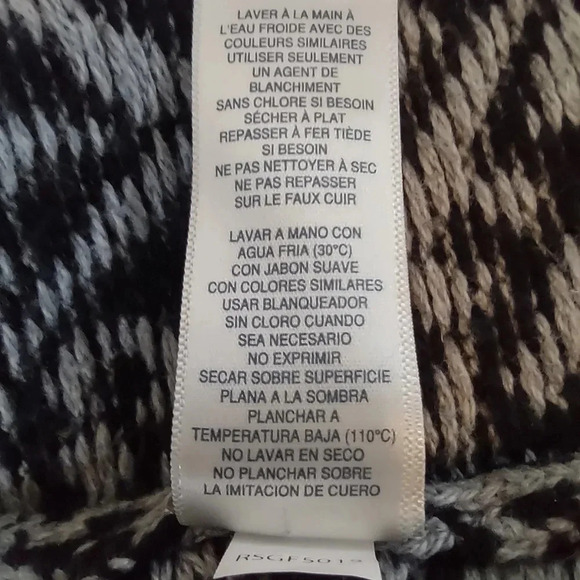 LAVER À LA MAIN À
L'EAU FROIDE AVEC DES
COULEURS SIMILAIRES
UTILISER SEULEMENT
UN AGENT DE
BLANCHIMENT
SANS CHLORE SI BESOIN
SÉCHER À PLAT
REPASSER À FER TIÈDE
SI BESOIN
NE PAS NETTOYER À SEC
NE PAS REPASSER
SUR LE FAUX CUIR
LAVAR A MANO CON
AGUA FRIA (30°C)
CON JABON SUAVE
CON COLORES SIMILARES
USAR BLANQUEADOR
SIN CLORO CUANDO
SEA NECESARIO
NO EXPRIMIR
SECAR SOBRE SUPERFICIE
PLANA A LA SOMBRA
PLANCHAR A
TEMPERATURA BAJA (110°C)
NO LAVAR EN SECO
NO PLANCHAR SOBRE
LA IMITACION DE CUERO